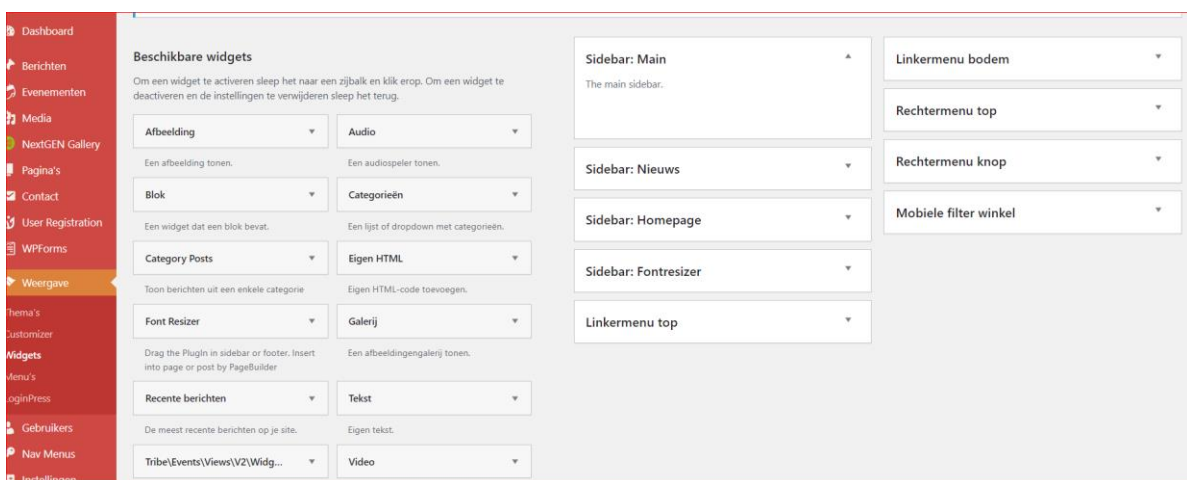 Dashboard
Berichten
Evenementen
Media
NextGEN Gallery
Pagina's
Contact
User Registration
WPForms
Weergave
Thema's
Customizer
Widgets
Menu's
LoginPress
Gebruikers
Nav Menus
Instellingen
Beschikbare widgets
Om een widget te activeren sleep het naar een zijbalk en klik erop. Om een widget te
deactiveren en de instellingen te verwijderen sleep het terug.
Afbeelding
Audio
Een afbeelding tonen.
Een audiospeler tonen.
Blok
Categorieën
Een widget dat een blok bevat.
Een lijst of dropdown met categorieën.
Category Posts
Eigen HTML
Toon berichten uit een enkele categorie
Eigen HTML-code toevoegen.
Font Resizer
Galerij
Drag the PlugIn in sidebar or footer. Insert
into page or post by PageBuilder
Een afbeeldingengalerij tonen.
Recente berichten
Tekst
De meest recente berichten op je site.
Eigen tekst.
Tribe\Events\Views\V2\Widg...
Video
Sidebar: Main
The main sidebar.
Sidebar: Nieuws
Sidebar: Homepage
Sidebar: Fontresizer
Linkermenu top
Linkermenu bodem
Rechtermenu top
Rechtermenu knop
Mobiele filter winkel